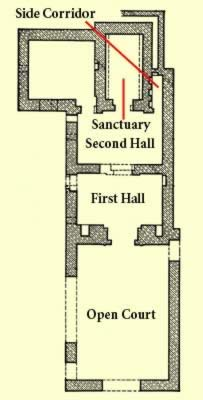 Side Corridor
Sanctuary
Second Hall
First Hall
Open Court